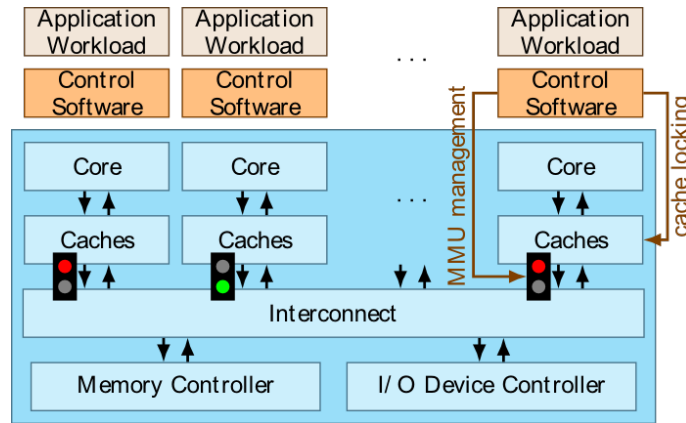 Application
Workload
Application
Workload
. . .
Application
Workload
Control
Software
Control
Software
Control
Software
MMU management
cache locking
Core
Core
Core
Caches
Caches
. . .
Caches
Interconnect
Memory Controller
I/O Device Controller